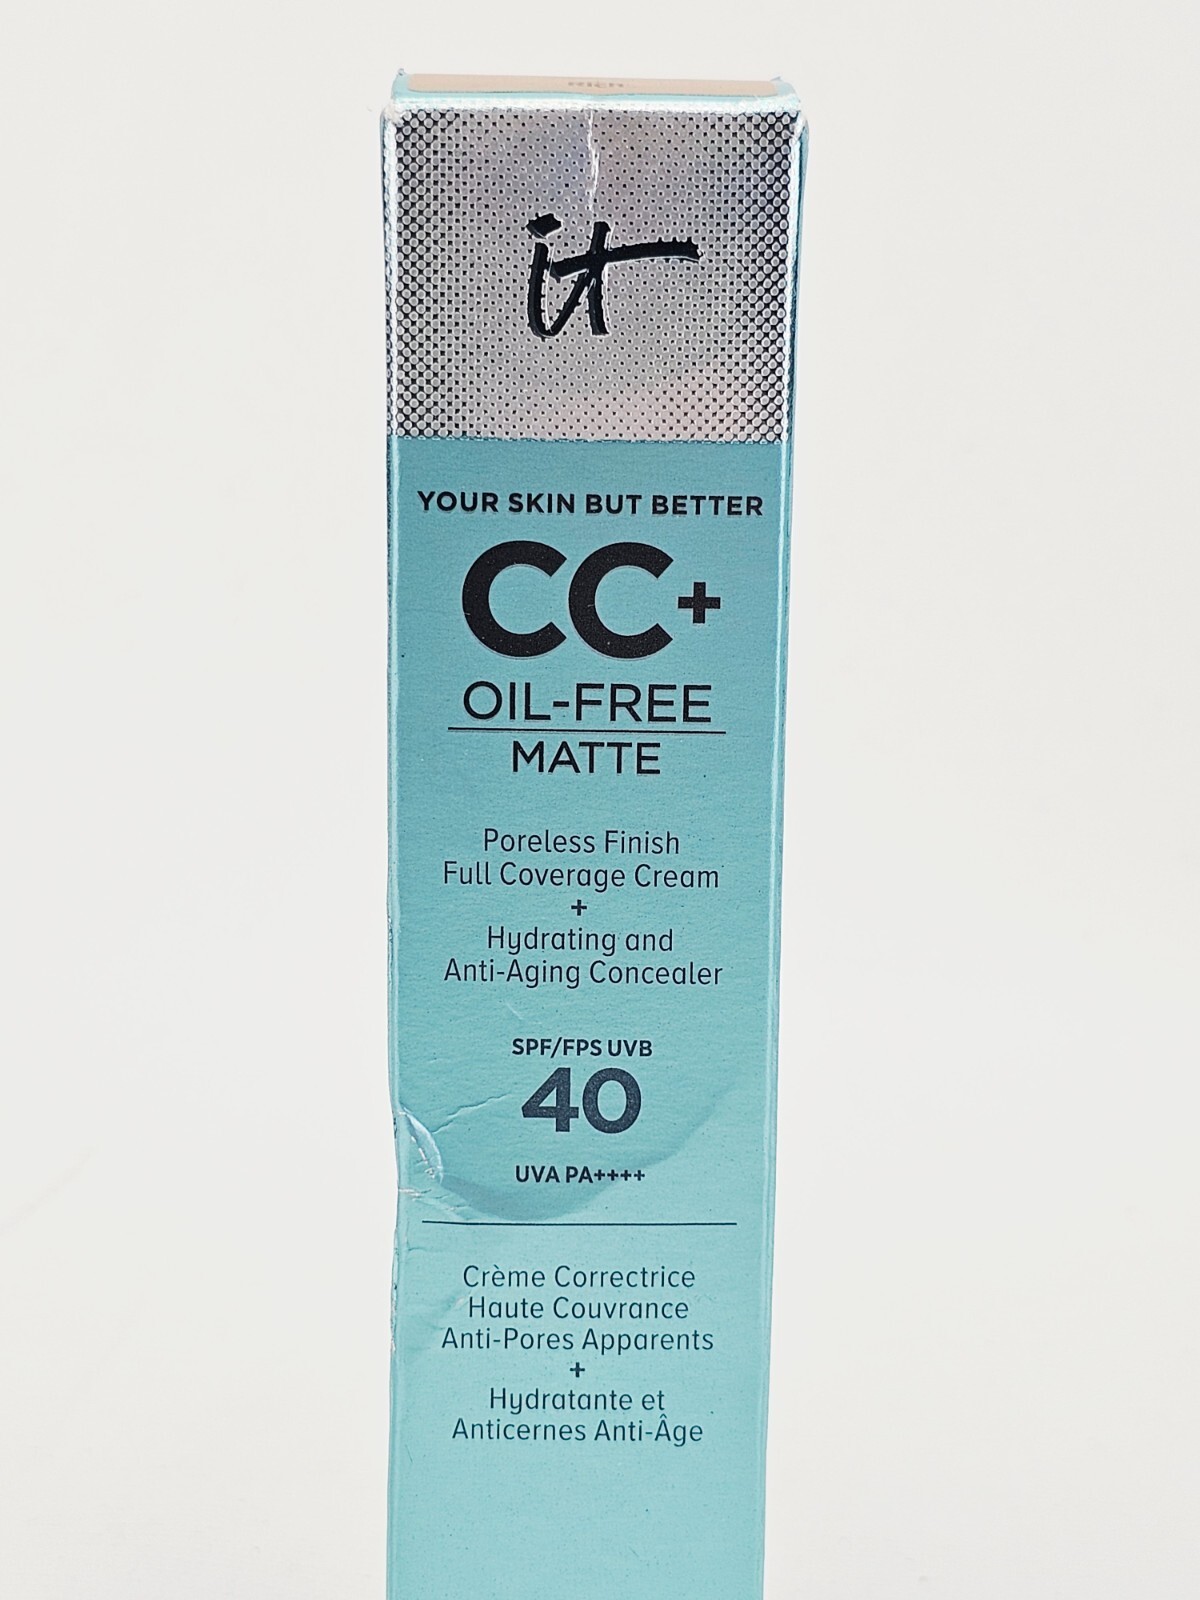 Rich
it
YOUR SKIN BUT BETTER
CC+
OIL-FREE
MATTE
Poreless Finish
Full Coverage Cream
+
Hydrating and
Anti-Aging Concealer
SPF/FPS UVB
40
UVA PA++++
Crème Correctrice
Haute Couvrance
Anti-Pores Apparents
+
Hydratante et
Anticernes Anti-Âge